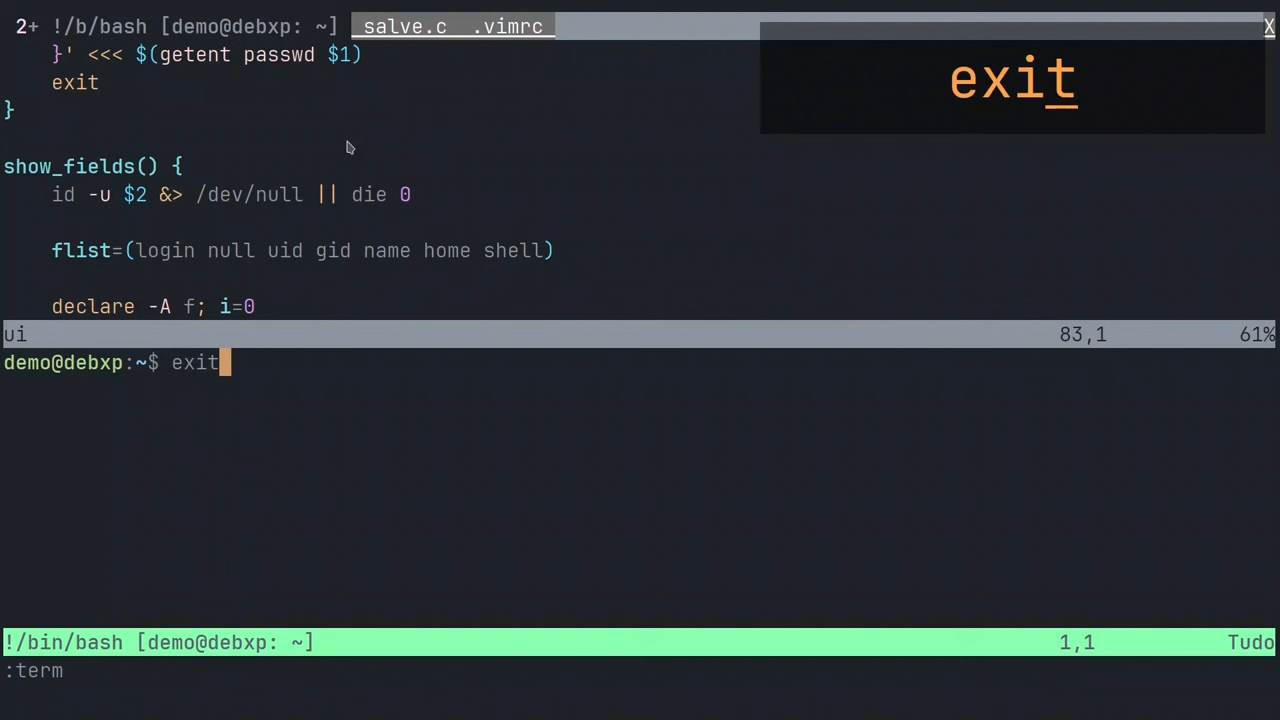 2+ !/b/bash [demo@debxp: ~]  salve.c  .vimrc X
    }' <<< $(getent passwd $1)
    exit
}
exit
show_fields() {
    id -u $2 &> /dev/null || die 0
    flist=(login null uid gid name home shell)
    declare -A f; i=0
ui 83,1 61%
demo@debxp:~$ exit
!/bin/bash [demo@debxp: ~] 1,1 Tudo
:term